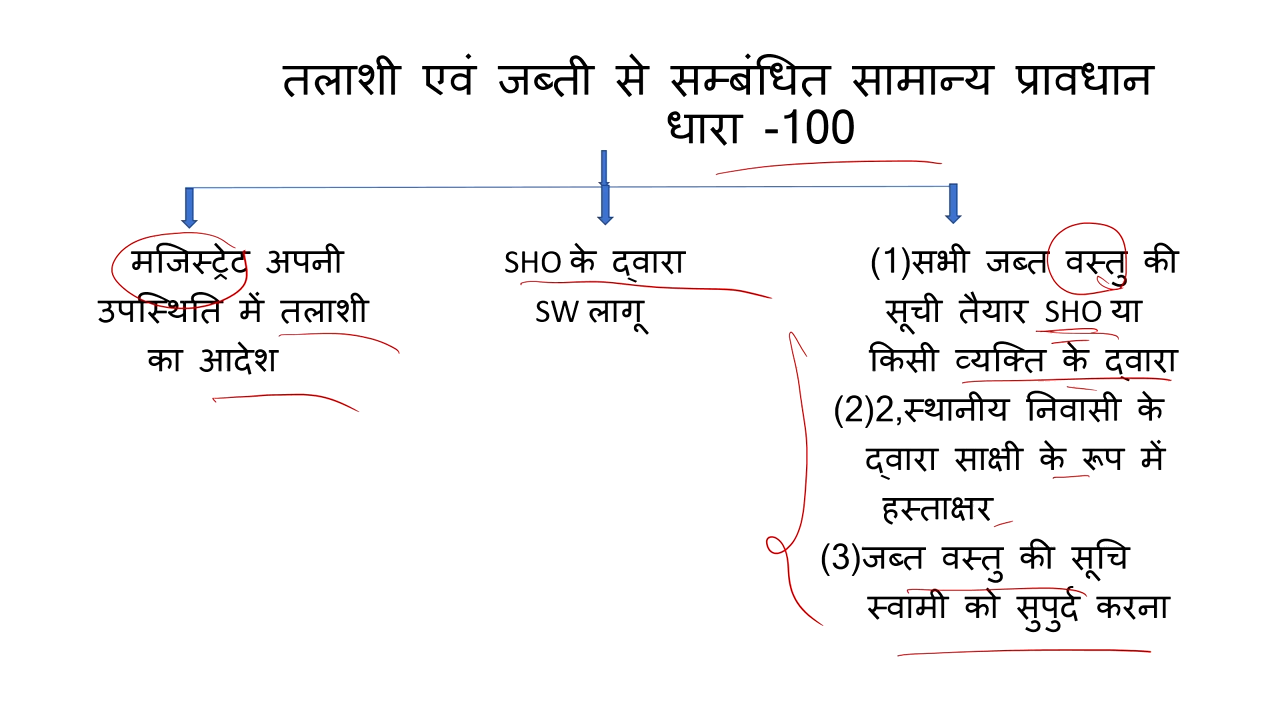 तलाशी एवं जब्ती से सम्बंधित सामान्य प्रावधान
धारा -100
मजिस्ट्रेट अपनी
उपस्थिति में तलाशी
का आदेश
SHO के द्वारा
SW लागू
(1)सभी जब्त वस्तु की
सूची तैयार SHO या
किसी व्यक्ति के द्वारा
(2)2,स्थानीय निवासी के
द्वारा साक्षी के रूप में
हस्ताक्षर
(3)जब्त वस्तु की सूचि
स्वामी को सुपुर्द करना